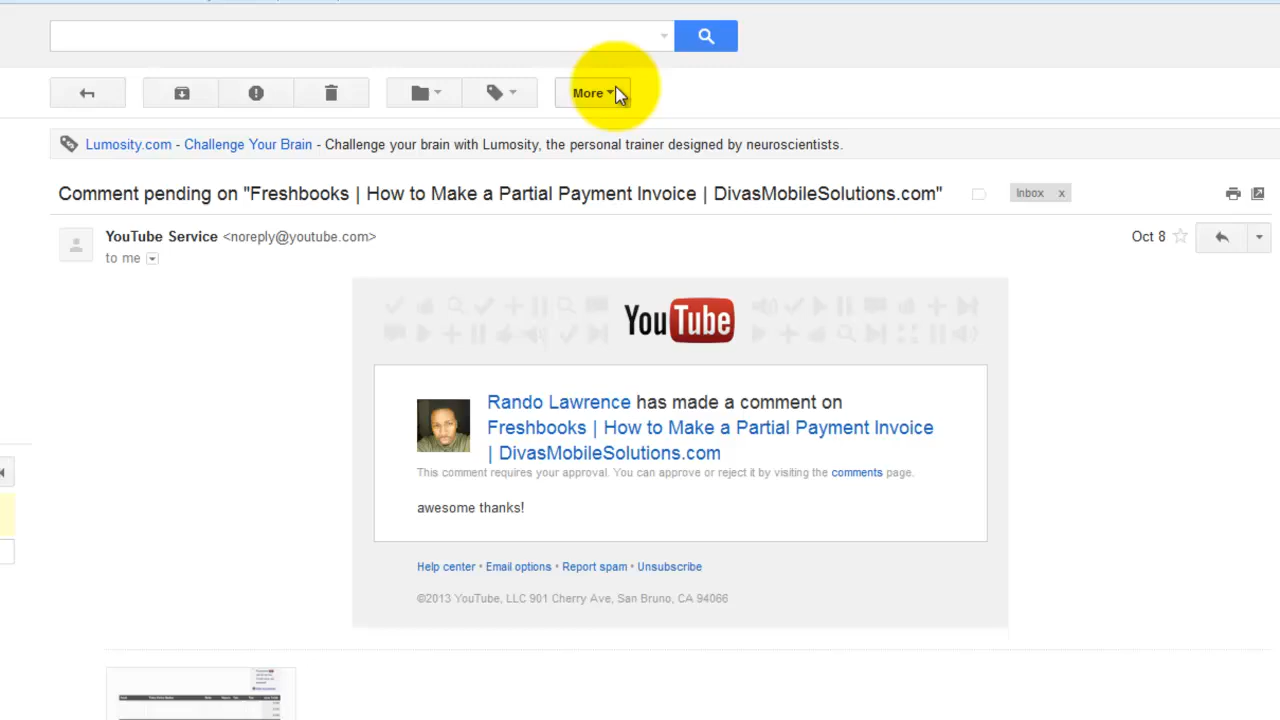 More
Lumosity.com - Challenge Your Brain - Challenge your brain with Lumosity, the personal trainer designed by neuroscientists.
Comment pending on "Freshbooks | How to Make a Partial Payment Invoice | DivasMobileSolutions.com"
Inbox x
YouTube Service <noreply@youtube.com>
Oct 8
to me
YouTube
Rando Lawrence has made a comment on
Freshbooks | How to Make a Partial Payment Invoice
| DivasMobileSolutions.com
This comment requires your approval. You can approve or reject it by visiting the comments page.
awesome thanks!
Help center • Email options • Report spam • Unsubscribe
©2013 YouTube, LLC 901 Cherry Ave, San Bruno, CA 94066